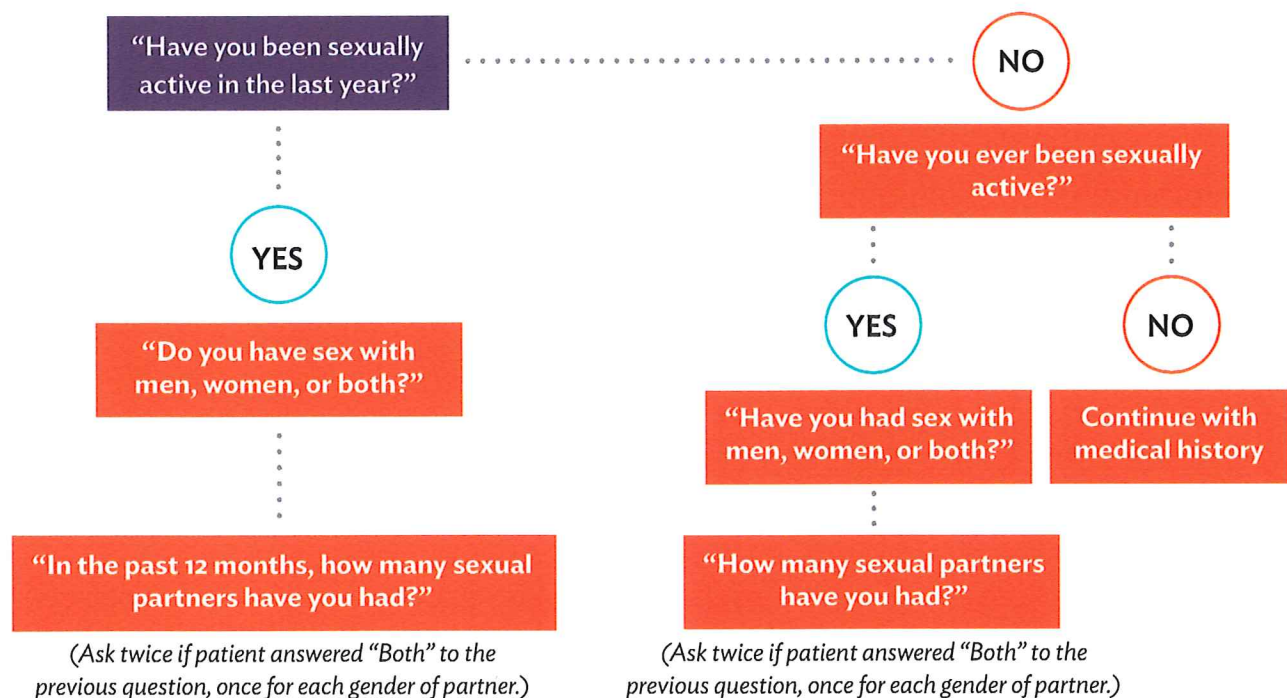 “Have you been sexually
active in the last year?”
NO
“Have you ever been sexually
active?”
YES
YES
NO
“Do you have sex with
men, women, or both?”
“Have you had sex with
men, women, or both?”
Continue with
medical history
“In the past 12 months, how many sexual
partners have you had?”
“How many sexual partners
have you had?”
(Ask twice if patient answered “Both” to the
previous question, once for each gender of partner.)
(Ask twice if patient answered “Both” to the
previous question, once for each gender of partner.)